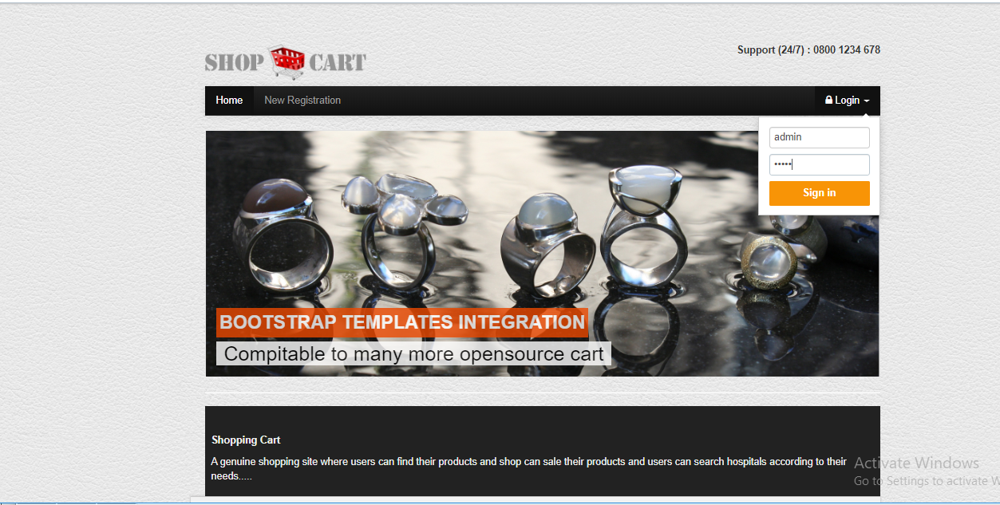 SHOP CART
Support (24/7) : 0800 1234 678
Home
New Registration
Login
admin
•••••
Sign in
BOOTSTRAP TEMPLATES INTEGRATION
Compitable to many more opensource cart
Shopping Cart
A genuine shopping site where users can find their products and shop can sale their products and users can search hospitals according to their
needs.....
Activate Windows
Go to Settings to activate W